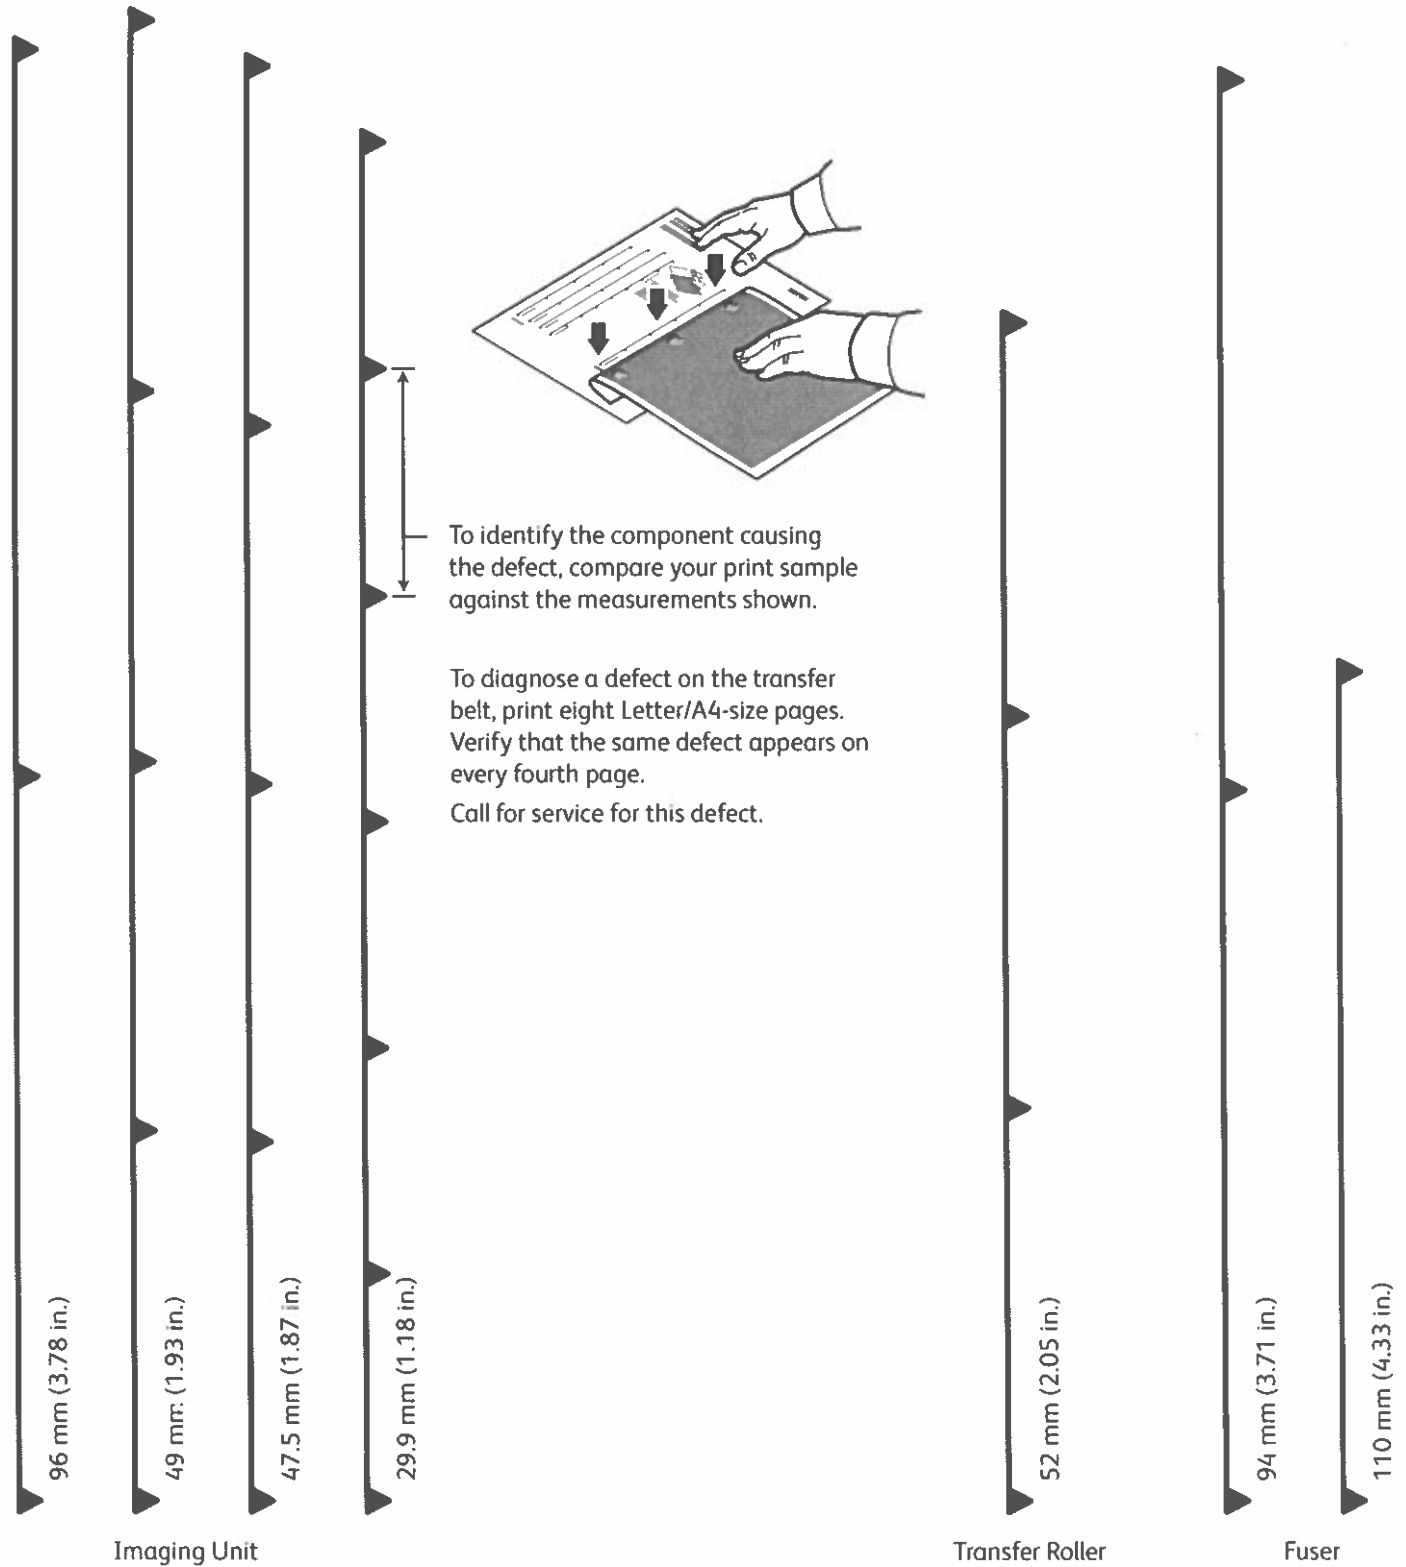 To identify the component causing
the defect, compare your print sample
against the measurements shown.
To diagnose a defect on the transfer
belt, print eight Letter/A4-size pages.
Verify that the same defect appears on
every fourth page.
Call for service for this defect.
96 mm (3.78 in.)
49 mm (1.93 in.)
47.5 mm (1.87 in.)
29.9 mm (1.18 in.)
52 mm (2.05 in.)
94 mm (3.71 in.)
110 mm (4.33 in.)
Imaging Unit
Transfer Roller
Fuser